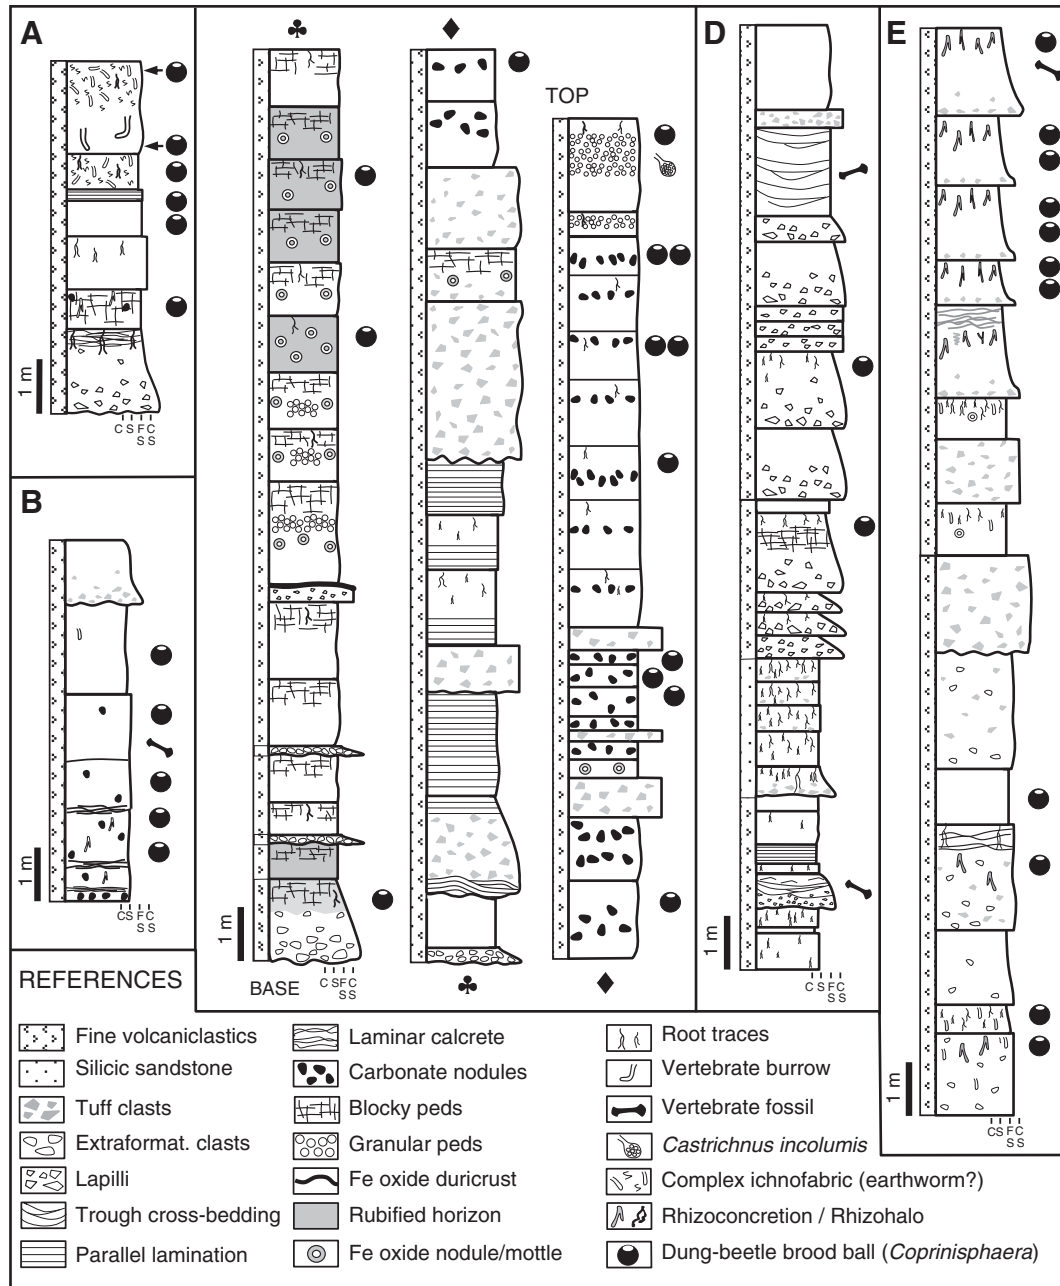 A
1 m
C S F C
S S
B
1 m
C S F C
S S
♣
BASE
1 m
C S F C
S S
♦
♣
TOP
♦
D
1 m
C S F C
S S
E
1 m
C S F C
S S
REFERENCES
Fine volcaniclastics
Silicic sandstone
Tuff clasts
Extraformat. clasts
Lapilli
Trough cross-bedding
Parallel lamination
Laminar calcrete
Carbonate nodules
Blocky peds
Granular peds
Fe oxide duricrust
Rubified horizon
Fe oxide nodule/mottle
Root traces
Vertebrate burrow
Vertebrate fossil
Castrichnus incolumis
Complex ichnofabric (earthworm?)
Rhizoconcretion / Rhizohalo
Dung-beetle brood ball (Coprinisphaera)